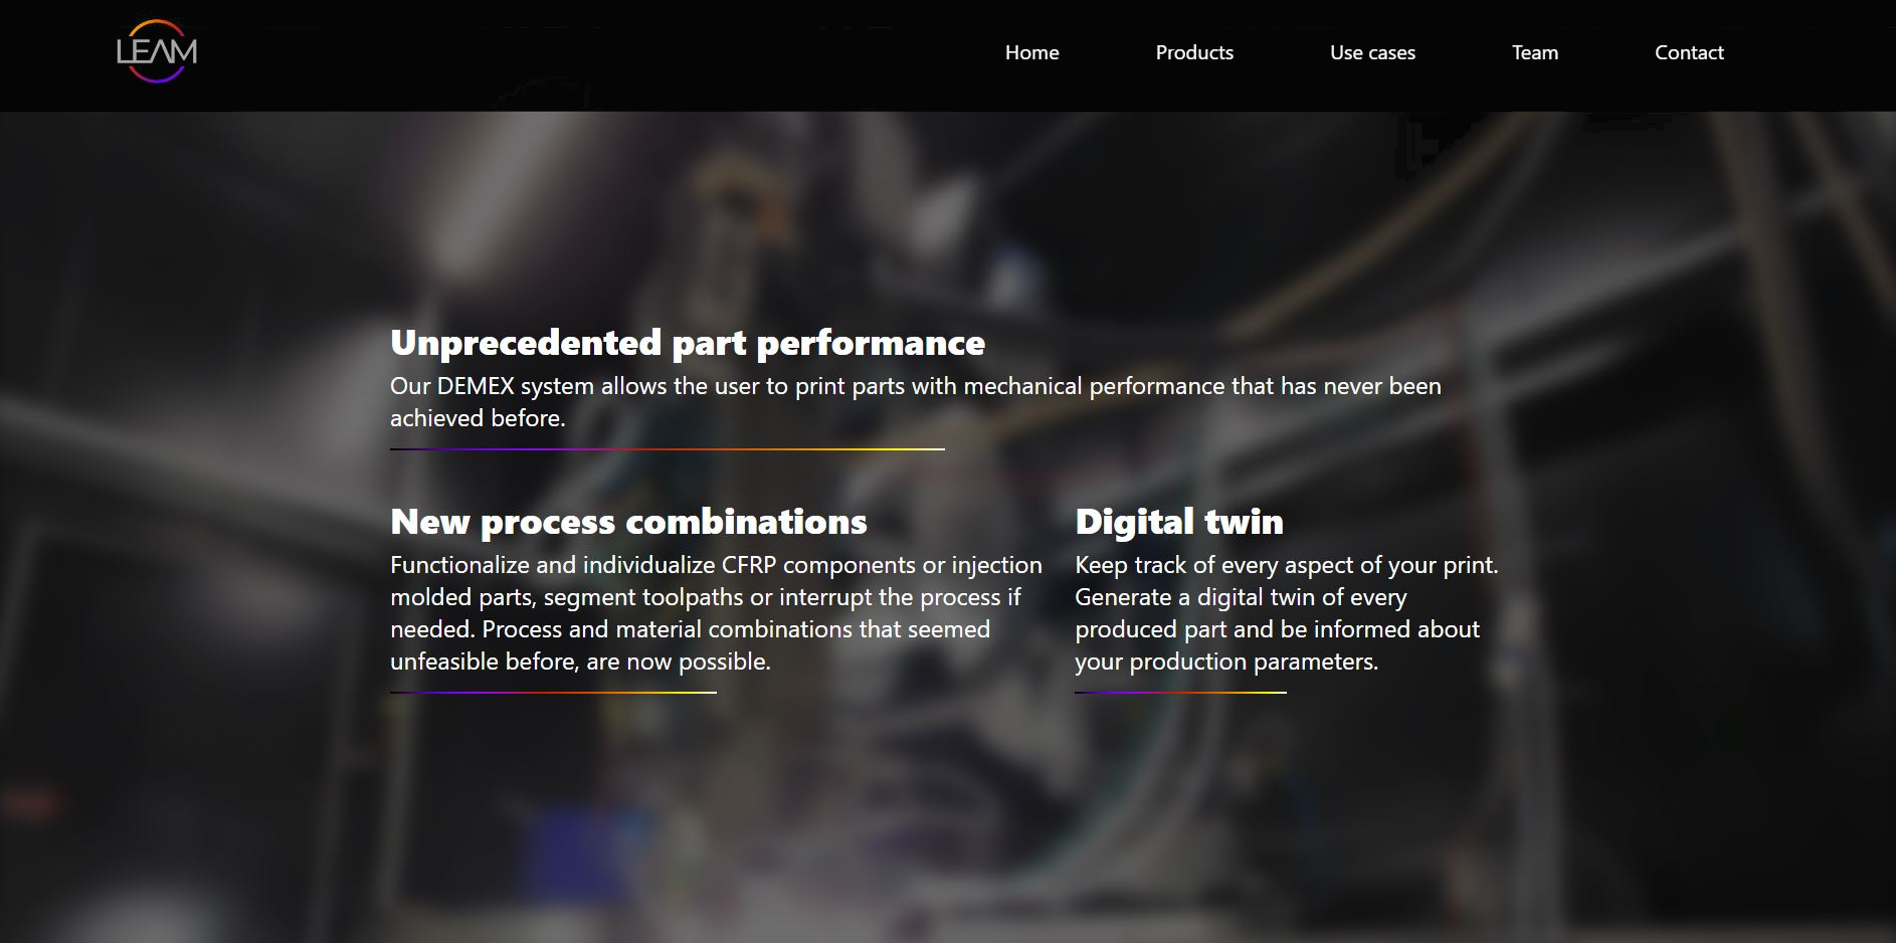 LEAM
Home Products Use cases Team Contact
Unprecedented part performance
Our DEMEX system allows the user to print parts with mechanical performance that has never been
achieved before.
New process combinations
Functionalize and individualize CFRP components or injection
molded parts, segment toolpaths or interrupt the process if
needed. Process and material combinations that seemed
unfeasible before, are now possible.
Digital twin
Keep track of every aspect of your print.
Generate a digital twin of every
produced part and be informed about
your production parameters.